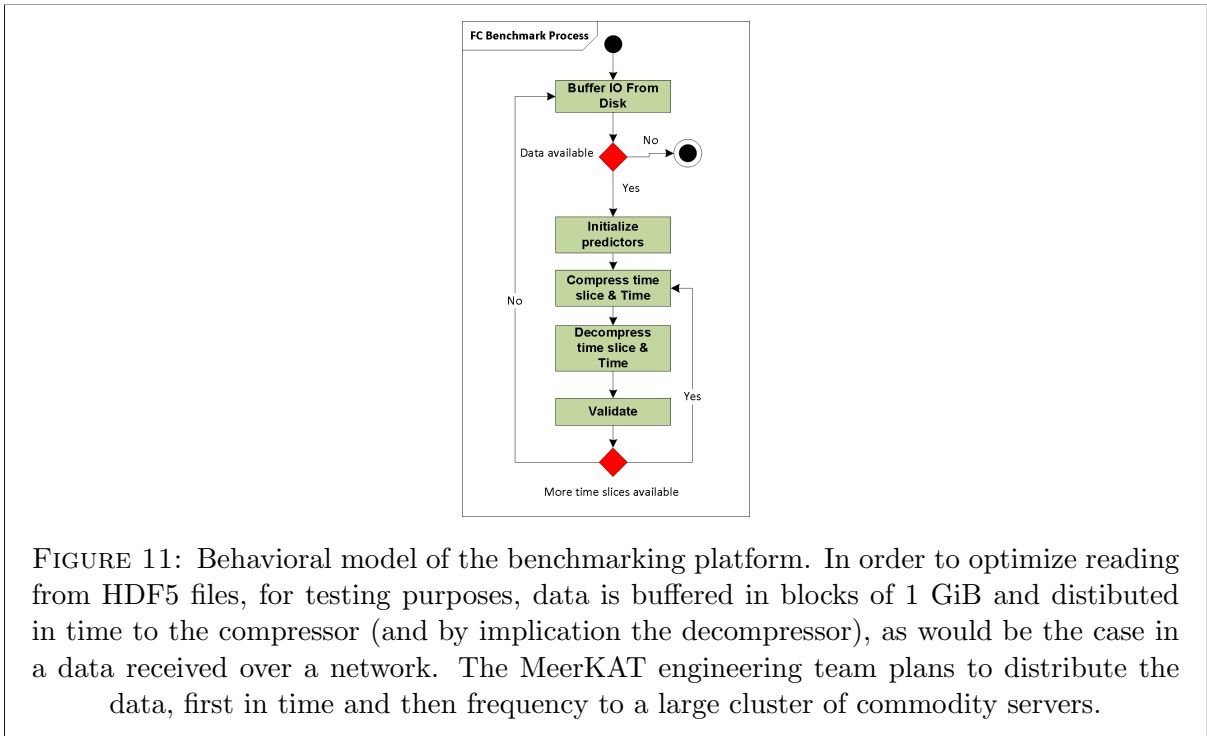 FC Benchmark Process
Buffer IO From
Disk
Data available
No
Yes
Initialize
predictors
Compress time
slice & Time
No
Decompress
time slice &
Time
Yes
Validate
More time slices available
FIGURE 11: Behavioral model of the benchmarking platform. In order to optimize reading
from HDF5 files, for testing purposes, data is buffered in blocks of 1 GiB and distibuted
in time to the compressor (and by implication the decompressor), as would be the case in
a data received over a network. The MeerKAT engineering team plans to distribute the
data, first in time and then frequency to a large cluster of commodity servers.